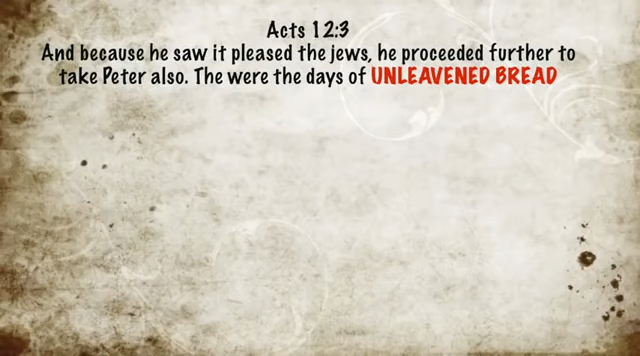 Acts 12:3
And because he saw it pleased the jews, he proceeded further to
take Peter also. The were the days of UNLEAVENED BREAD